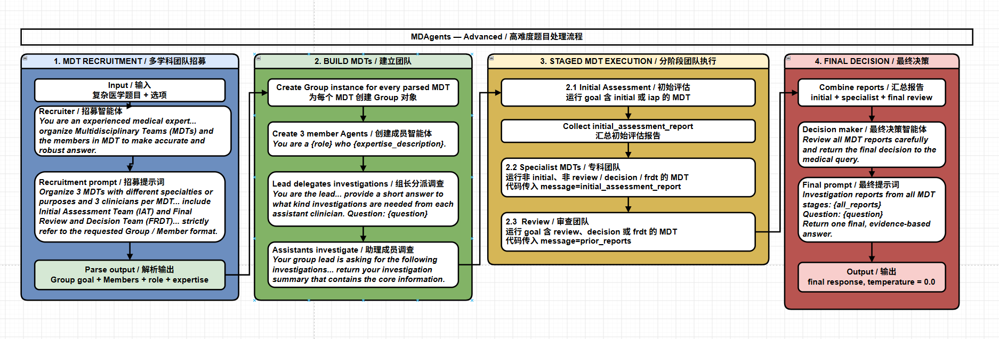 MDAgents — Advanced / 高难度题目处理流程
1. MDT RECRUITMENT / 多学科团队招募
Input / 输入
复杂医学题目 + 选项
Recruiter / 招募智能体
You are an experienced medical expert...
organize Multidisciplinary Teams (MDTs) and
the members in MDT to make accurate and
robust answer.
Recruitment prompt / 招募提示词
Organize 3 MDTs with different specialties or
purposes and 3 clinicians per MDT... include
Initial Assessment Team (IAT) and Final
Review and Decision Team (FRDT)... strictly
refer to the requested Group / Member format.
Parse output / 解析输出
Group goal + Members + role + expertise
2. BUILD MDTs / 建立团队
Create Group instance for every parsed MDT
为每个 MDT 创建 Group 对象
Create 3 member Agents / 创建成员智能体
You are a {role} who {expertise_description}.
Lead delegates investigations / 组长分派调查
You are the lead... provide a short answer to
what kind investigations are needed from each
assistant clinician. Question: {question}
Assistants investigate / 助理成员调查
Your group lead is asking for the following
investigations... return your investigation
summary that contains the core information.
3. STAGED MDT EXECUTION / 分阶段团队执行
2.1 Initial Assessment / 初始评估
运行 goal 含 initial 或 iap 的 MDT
Collect initial_assessment_report
汇总初始评估报告
2.2 Specialist MDTs / 专科团队
运行非 initial、非 review / decision / frdt 的 MDT
代码传入 message=initial_assessment_report
2.3 Review / 审查团队
运行 goal 含 review、decision 或 frdt 的 MDT
代码传入 message=prior_reports
4. FINAL DECISION / 最终决策
Combine reports / 汇总报告
initial + specialist + final review
Decision maker / 最终决策智能体
Review all MDT reports carefully
and return the final decision to the
medical query.
Final prompt / 最终提示词
Investigation reports from all MDT
stages: {all_reports}
Question: {question}
Return one final, evidence-based
answer.
Output / 输出
final response, temperature = 0.0